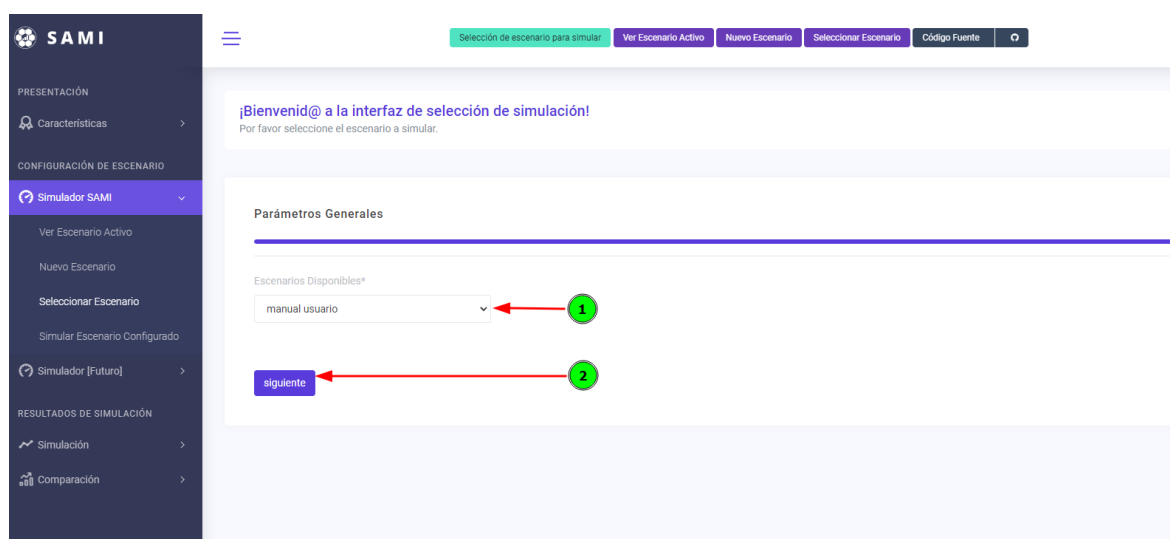 SAMI
Selección de escenario para simular
Ver Escenario Activo
Nuevo Escenario
Seleccionar Escenario
Código Fuente
PRESENTACIÓN
Características
CONFIGURACIÓN DE ESCENARIO
Simulador SAMI
Ver Escenario Activo
Nuevo Escenario
Seleccionar Escenario
Simular Escenario Configurado
Simulador [Futuro]
RESULTADOS DE SIMULACIÓN
Simulación
Comparación
¡Bienvenid@ a la interfaz de selección de simulación!
Por favor seleccione el escenario a simular.
Parámetros Generales
Escenarios Disponibles*
manual usuario
1
siguiente
2